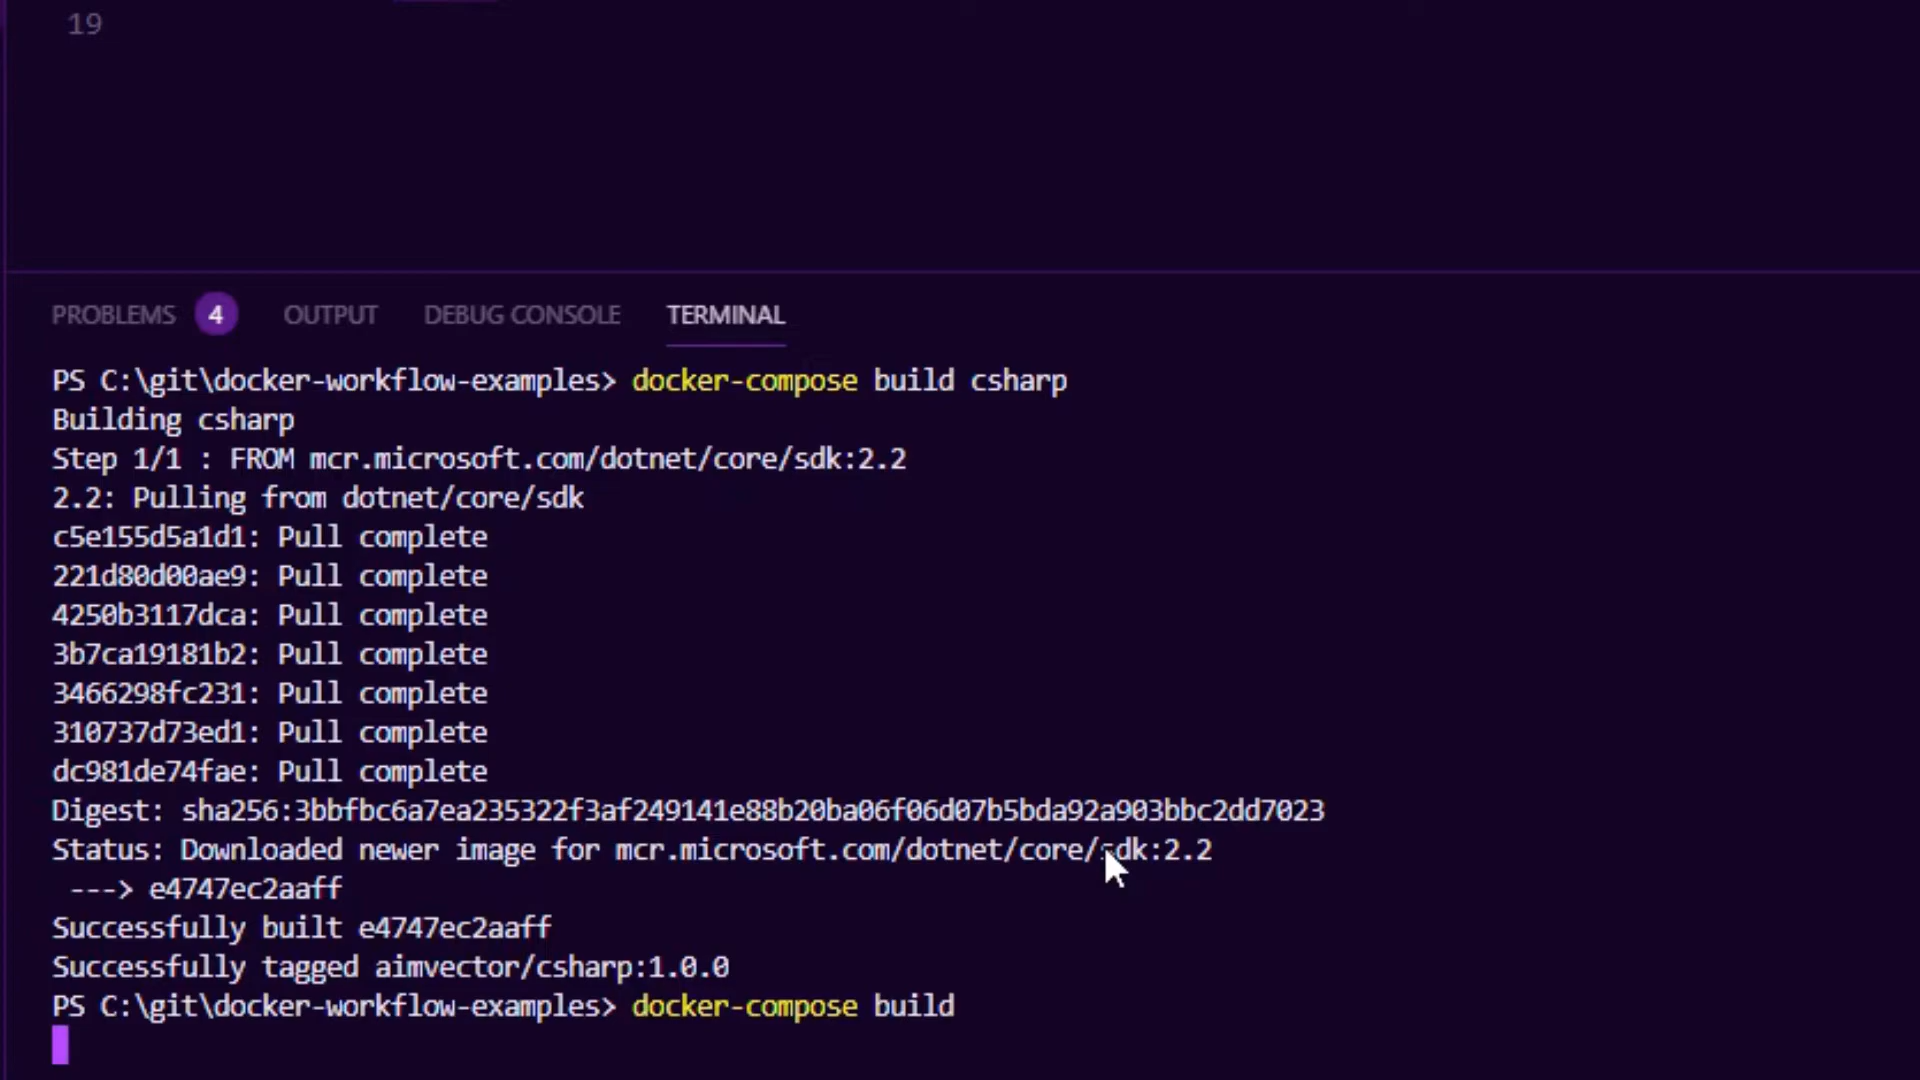 19
PROBLEMS 4 OUTPUT DEBUG CONSOLE TERMINAL
PS C:\git\docker-workflow-examples> docker-compose build csharp
Building csharp
Step 1/1 : FROM mcr.microsoft.com/dotnet/core/sdk:2.2
2.2: Pulling from dotnet/core/sdk
c5e155d5a1d1: Pull complete
221d80d00ae9: Pull complete
4250b3117dca: Pull complete
3b7ca19181b2: Pull complete
3466298fc231: Pull complete
310737d73ed1: Pull complete
dc981de74fae: Pull complete
Digest: sha256:3bbfbc6a7ea235322f3af249141e88b20ba06f06d07b5bda92a903bbc2dd7023
Status: Downloaded newer image for mcr.microsoft.com/dotnet/core/sdk:2.2
 ---> e4747ec2aaff
Successfully built e4747ec2aaff
Successfully tagged aimvector/csharp:1.0.0
PS C:\git\docker-workflow-examples> docker-compose build